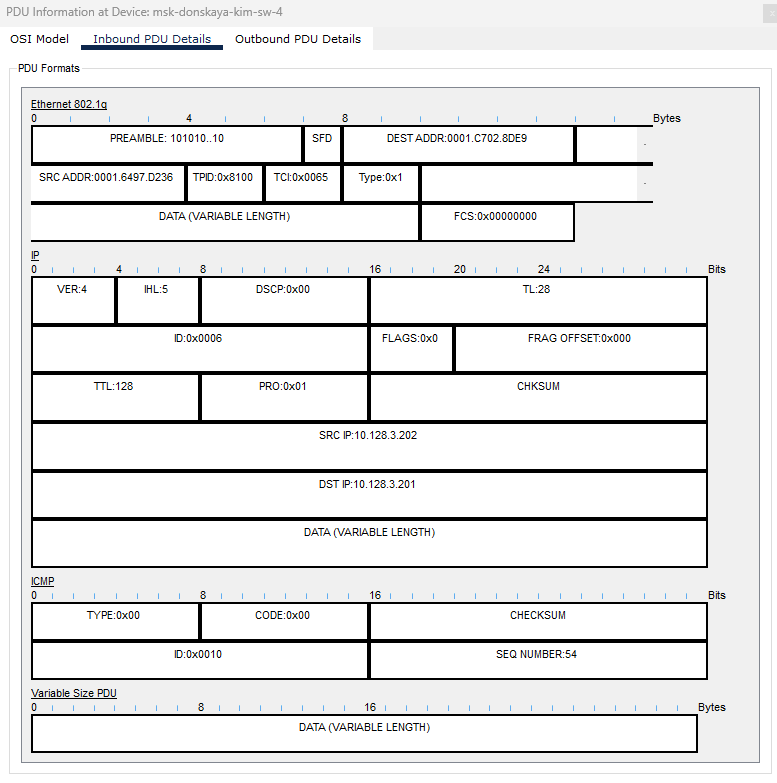 PDU Information at Device: msk-donskaya-kim-sw-4
OSI Model Inbound PDU Details Outbound PDU Details
PDU Formats
Ethernet 802.1q
0 4 8 Bytes
PREAMBLE: 101010..10 SFD DEST ADDR:0001.C702.8DE9 .
SRC ADDR:0001.6497.D236 TPID:0x8100 TCI:0x0065 Type:0x1 .
DATA (VARIABLE LENGTH) FCS:0x00000000
IP
0 4 8 16 20 24 Bits
VER:4 IHL:5 DSCP:0x00 TL:28
ID:0x0006 FLAGS:0x0 FRAG OFFSET:0x000
TTL:128 PRO:0x01 CHKSUM
SRC IP:10.128.3.202
DST IP:10.128.3.201
DATA (VARIABLE LENGTH)
ICMP
0 8 16 Bits
TYPE:0x00 CODE:0x00 CHECKSUM
ID:0x0010 SEQ NUMBER:54
Variable Size PDU
0 8 16 Bytes
DATA (VARIABLE LENGTH)